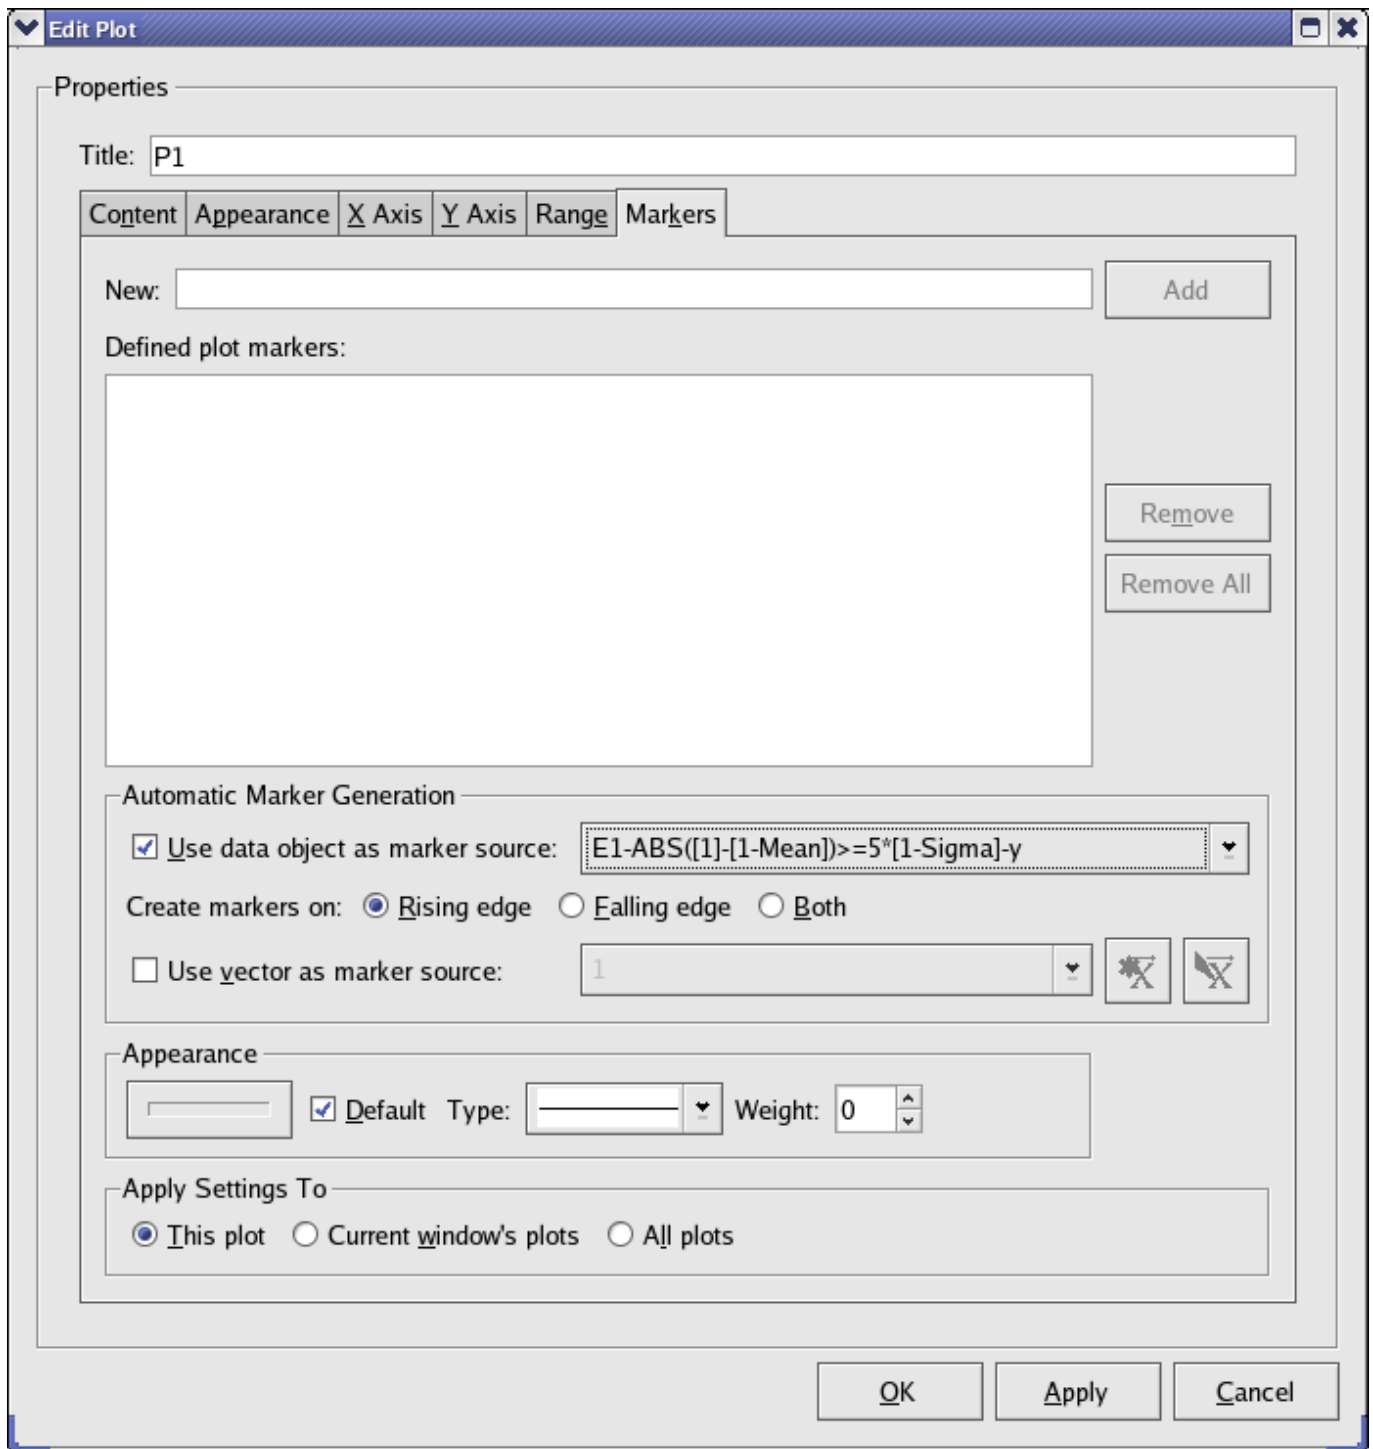 Edit Plot
Properties
Title: P1
Content Appearance X Axis Y Axis Range Markers
New: Add
Defined plot markers:
Remove
Remove All
Automatic Marker Generation
Use data object as marker source: E1-ABS([1]-[1-Mean])>=5*[1-Sigma]-y
Create markers on: Rising edge Falling edge Both
Use vector as marker source: 1
Appearance
Default Type: Weight: 0
Apply Settings To
This plot Current window's plots All plots
OK Apply Cancel